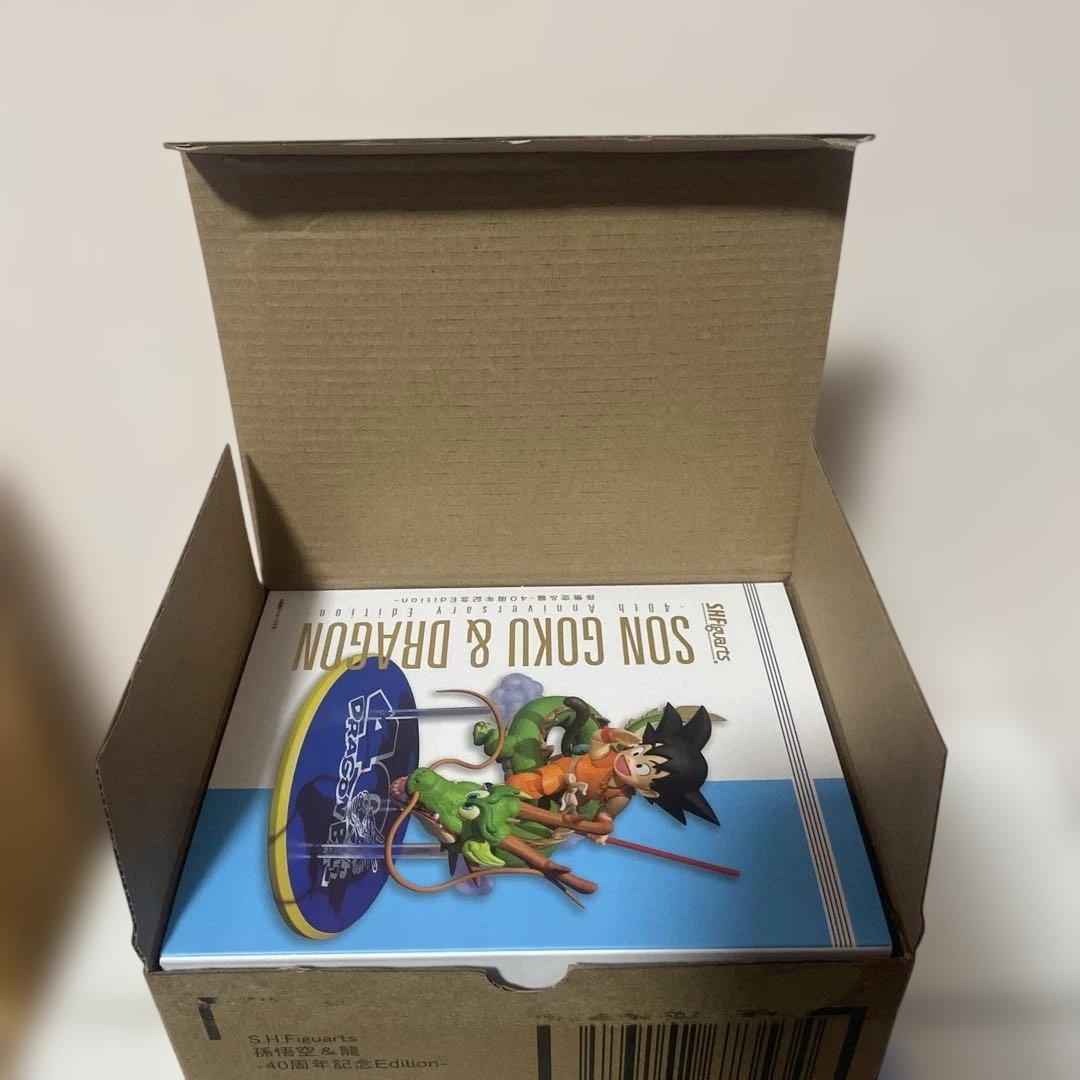 S.H.Figuarts
SON GOKU & DRAGON
-40th Anniversary Edition-
孫悟空&龍-40周年記念Edition-
40
DRAGON BALL
S.H.Figuarts
孫悟空&龍
-40周年記念Edition-